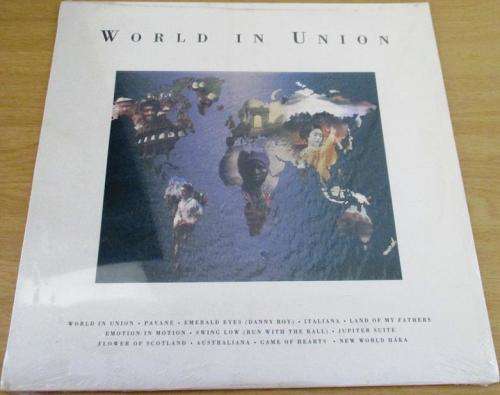 WORLD IN UNION
WORLD IN UNION • PAVANE • EMERALD EYES (DANNY BOY) • ITALIANA • LAND OF MY FATHERS
EMOTION IN MOTION • SWING LOW (RUN WITH THE BALL) • JUPITER SUITE
FLOWER OF SCOTLAND • AUSTRALIANA • GAME OF HEARTS • NEW WORLD HAKA